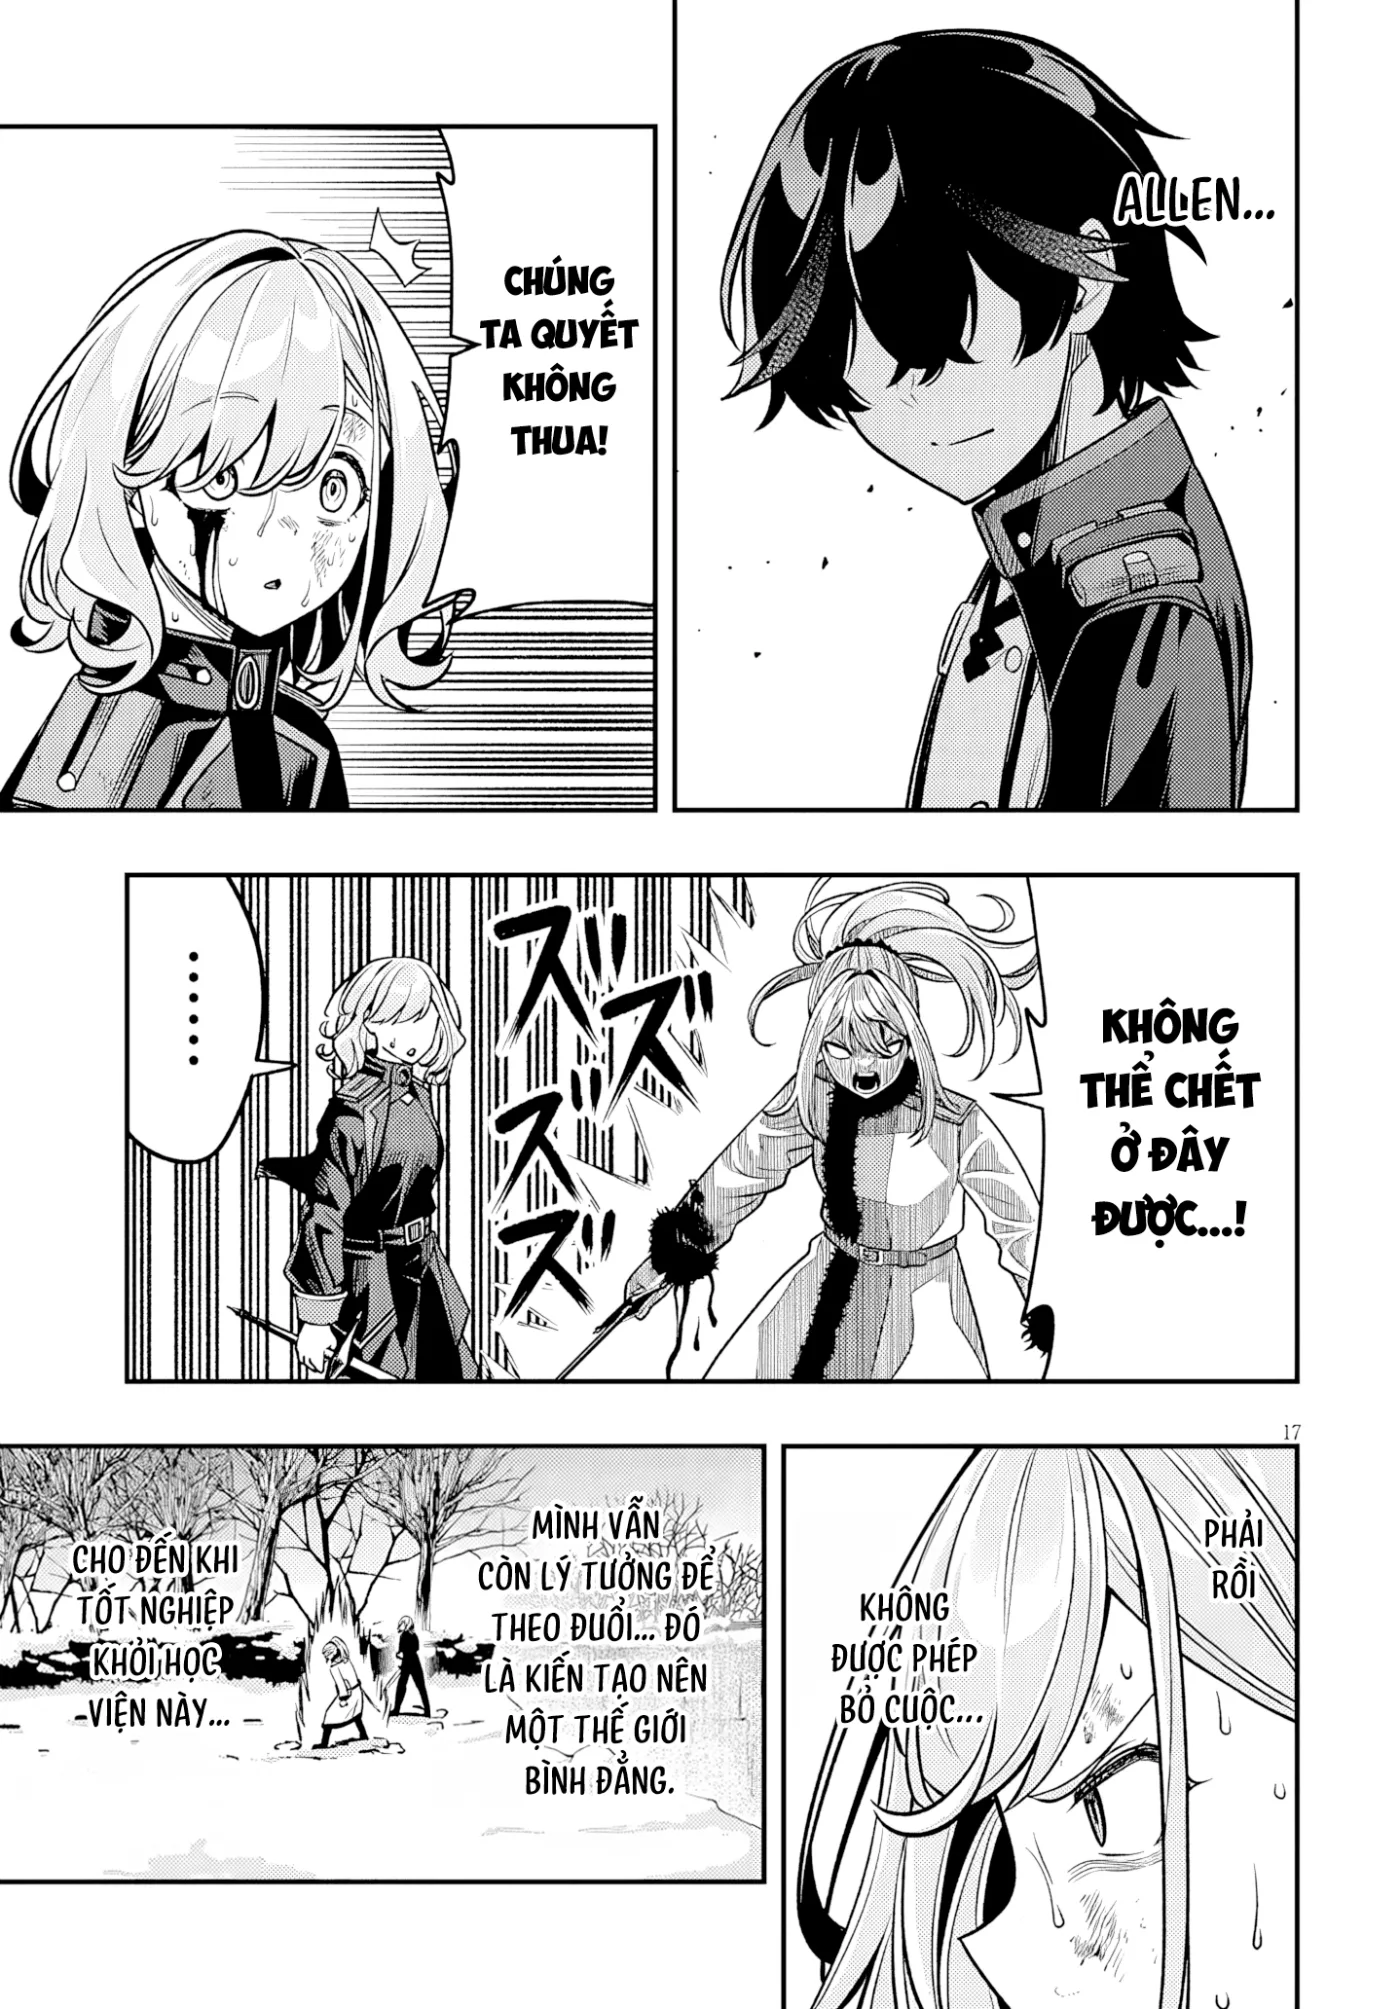 ALLEN...
CHÚNG
TA QUYẾT
KHÔNG
THUA!
KHÔNG
THỂ CHẾT
Ở ĐÂY
ĐƯỢC...!
ズズ
ズズ
......
17
PHẢI
RỒI
KHÔNG
ĐƯỢC PHÉP
BỎ CUỘC...
MÌNH VẪN
CÒN LÝ TƯỞNG ĐỂ
THEO ĐUỔI... ĐÓ
LÀ KIẾN TẠO NÊN
MỘT THẾ GIỚI
BÌNH ĐẲNG.
CHO ĐẾN KHI
TỐT NGHIỆP
KHỎI HỌC
VIỆN NÀY...